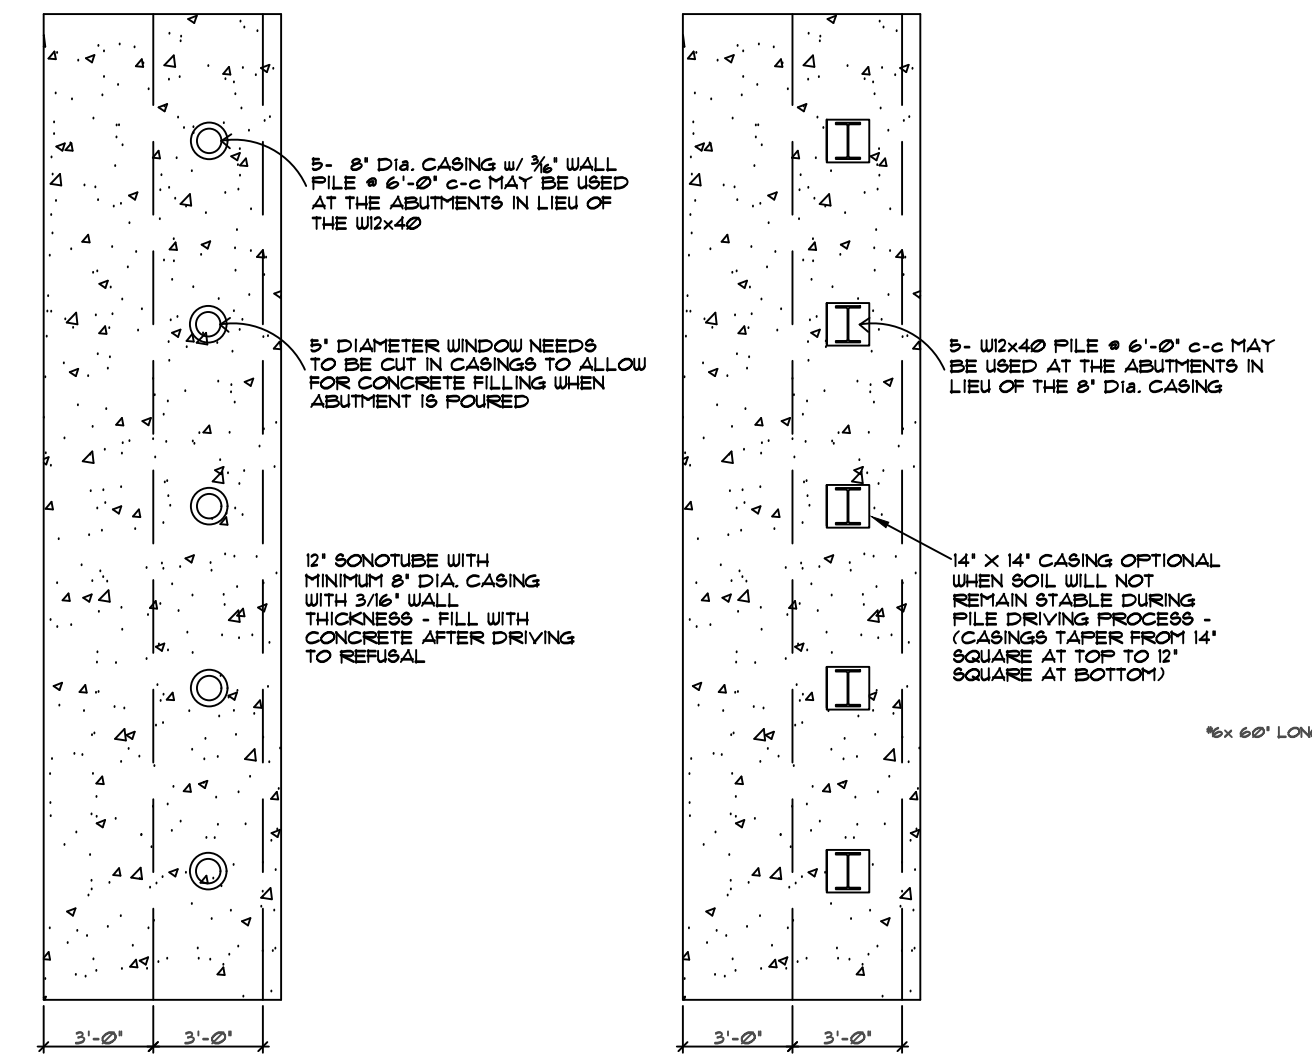 5- 8" Dia. CASING w/ 3/16" WALL
PILE @ 6'-0" c-c MAY BE USED
AT THE ABUTMENTS IN LIEU OF
THE W12x40
5" DIAMETER WINDOW NEEDS
TO BE CUT IN CASINGS TO ALLOW
FOR CONCRETE FILLING WHEN
ABUTMENT IS POURED
12" SONOTUBE WITH
MINIMUM 8" DIA. CASING
WITH 3/16" WALL
THICKNESS - FILL WITH
CONCRETE AFTER DRIVING
TO REFUSAL
3'-0" 3'-0"
5- W12x40 PILE @ 6'-0" c-c MAY
BE USED AT THE ABUTMENTS IN
LIEU OF THE 8" Dia. CASING
14" X 14" CASING OPTIONAL
WHEN SOIL WILL NOT
REMAIN STABLE DURING
PILE DRIVING PROCESS -
(CASINGS TAPER FROM 14"
SQUARE AT TOP TO 12"
SQUARE AT BOTTOM)
#6x 60" LON
3'-0" 3'-0"